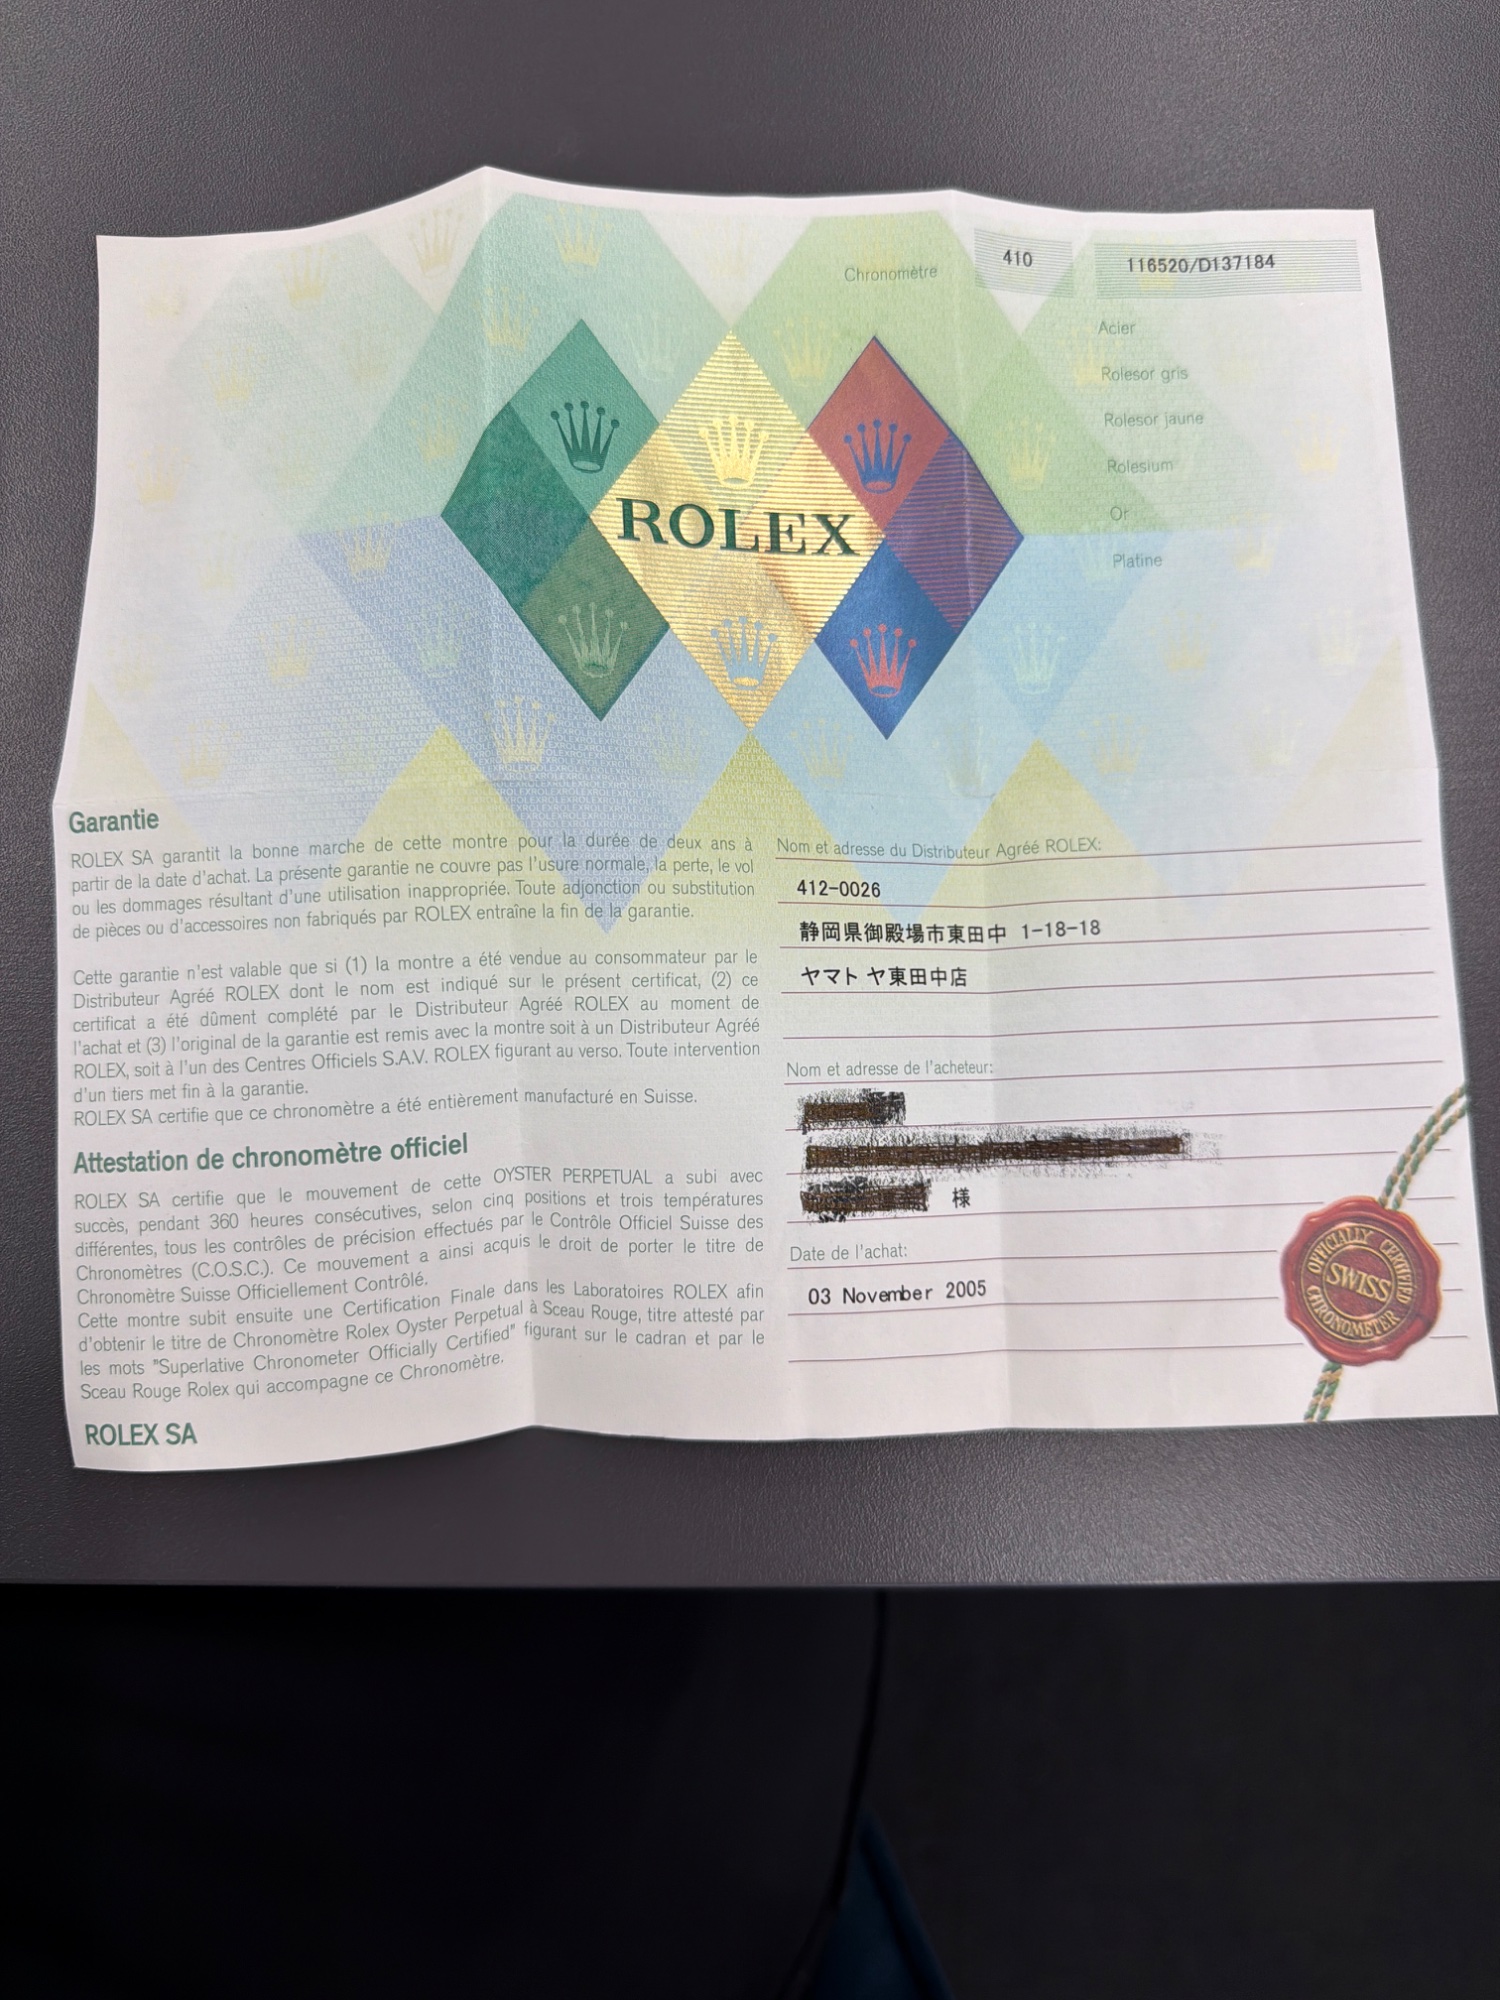 Chronomètre
410
116520/D137184
Acier
Rolesor gris
Rolesor jaune
Rolesium
Or
Platine
ROLEX
Garantie
ROLEX SA garantit la bonne marche de cette montre pour la durée de deux ans à
partir de la date d'achat. La présente garantie ne couvre pas l'usure normale, la perte, le vol
ou les dommages résultant d'une utilisation inappropriée. Toute adjonction ou substitution
de pièces ou d'accessoires non fabriqués par ROLEX entraîne la fin de la garantie.
Cette garantie n'est valable que si (1) la montre a été vendue au consommateur par le
Distributeur Agréé ROLEX dont le nom est indiqué sur le présent certificat, (2) ce
certificat a été dûment complété par le Distributeur Agréé ROLEX au moment de
l'achat et (3) l'original de la garantie est remis avec la montre soit à un Distributeur Agréé
ROLEX, soit à l'un des Centres Officiels S.A.V. ROLEX figurant au verso. Toute intervention
d'un tiers met fin à la garantie.
ROLEX SA certifie que ce chronomètre a été entièrement manufacturé en Suisse.
Attestation de chronomètre officiel
ROLEX SA certifie que le mouvement de cette OYSTER PERPETUAL a subi avec
succès, pendant 360 heures consécutives, selon cinq positions et trois températures
différentes, tous les contrôles de précision effectués par le Contrôle Officiel Suisse des
Chronomètres (C.O.S.C.). Ce mouvement a ainsi acquis le droit de porter le titre de
Chronomètre Suisse Officiellement Contrôlé.
Cette montre subit ensuite une Certification Finale dans les Laboratoires ROLEX afin
d'obtenir le titre de Chronomètre Rolex Oyster Perpetual à Sceau Rouge, titre attesté par
les mots "Superlative Chronometer Officially Certified" figurant sur le cadran et par le
Sceau Rouge Rolex qui accompagne ce Chronomètre.
ROLEX SA
Nom et adresse du Distributeur Agréé ROLEX:
412-0026
静岡県御殿場市東田中 1-18-18
ヤマトヤ東田中店
Nom et adresse de l'acheteur:
様
Date de l'achat:
03 November 2005
OFFICIALLY CERTIFIED
SWISS
CHRONOMETER